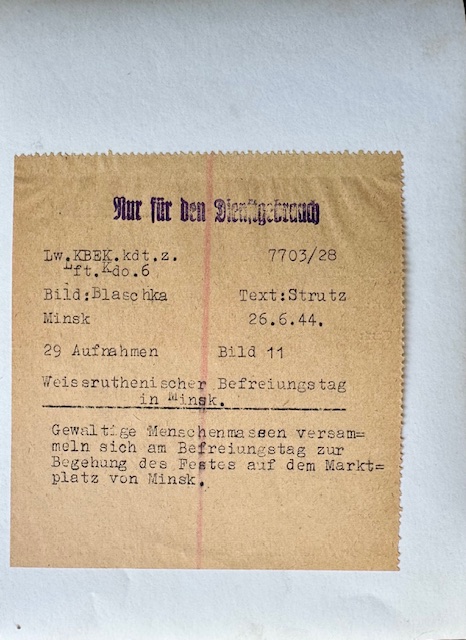 Nur für den Dienstgebrauch
Lw.KBEK.kdt.z. 7703/28
Lft.Kdo.6
Bild:Blaschka Text:Strutz
Minsk 26.6.44.
29 Aufnahmen Bild 11
Weissruthenischer Befreiungstag
in Minsk.
Gewaltige Menschenmassen versam=
meln sich am Befreiungstag zur
Begehung des Festes auf dem Markt=
platz von Minsk.